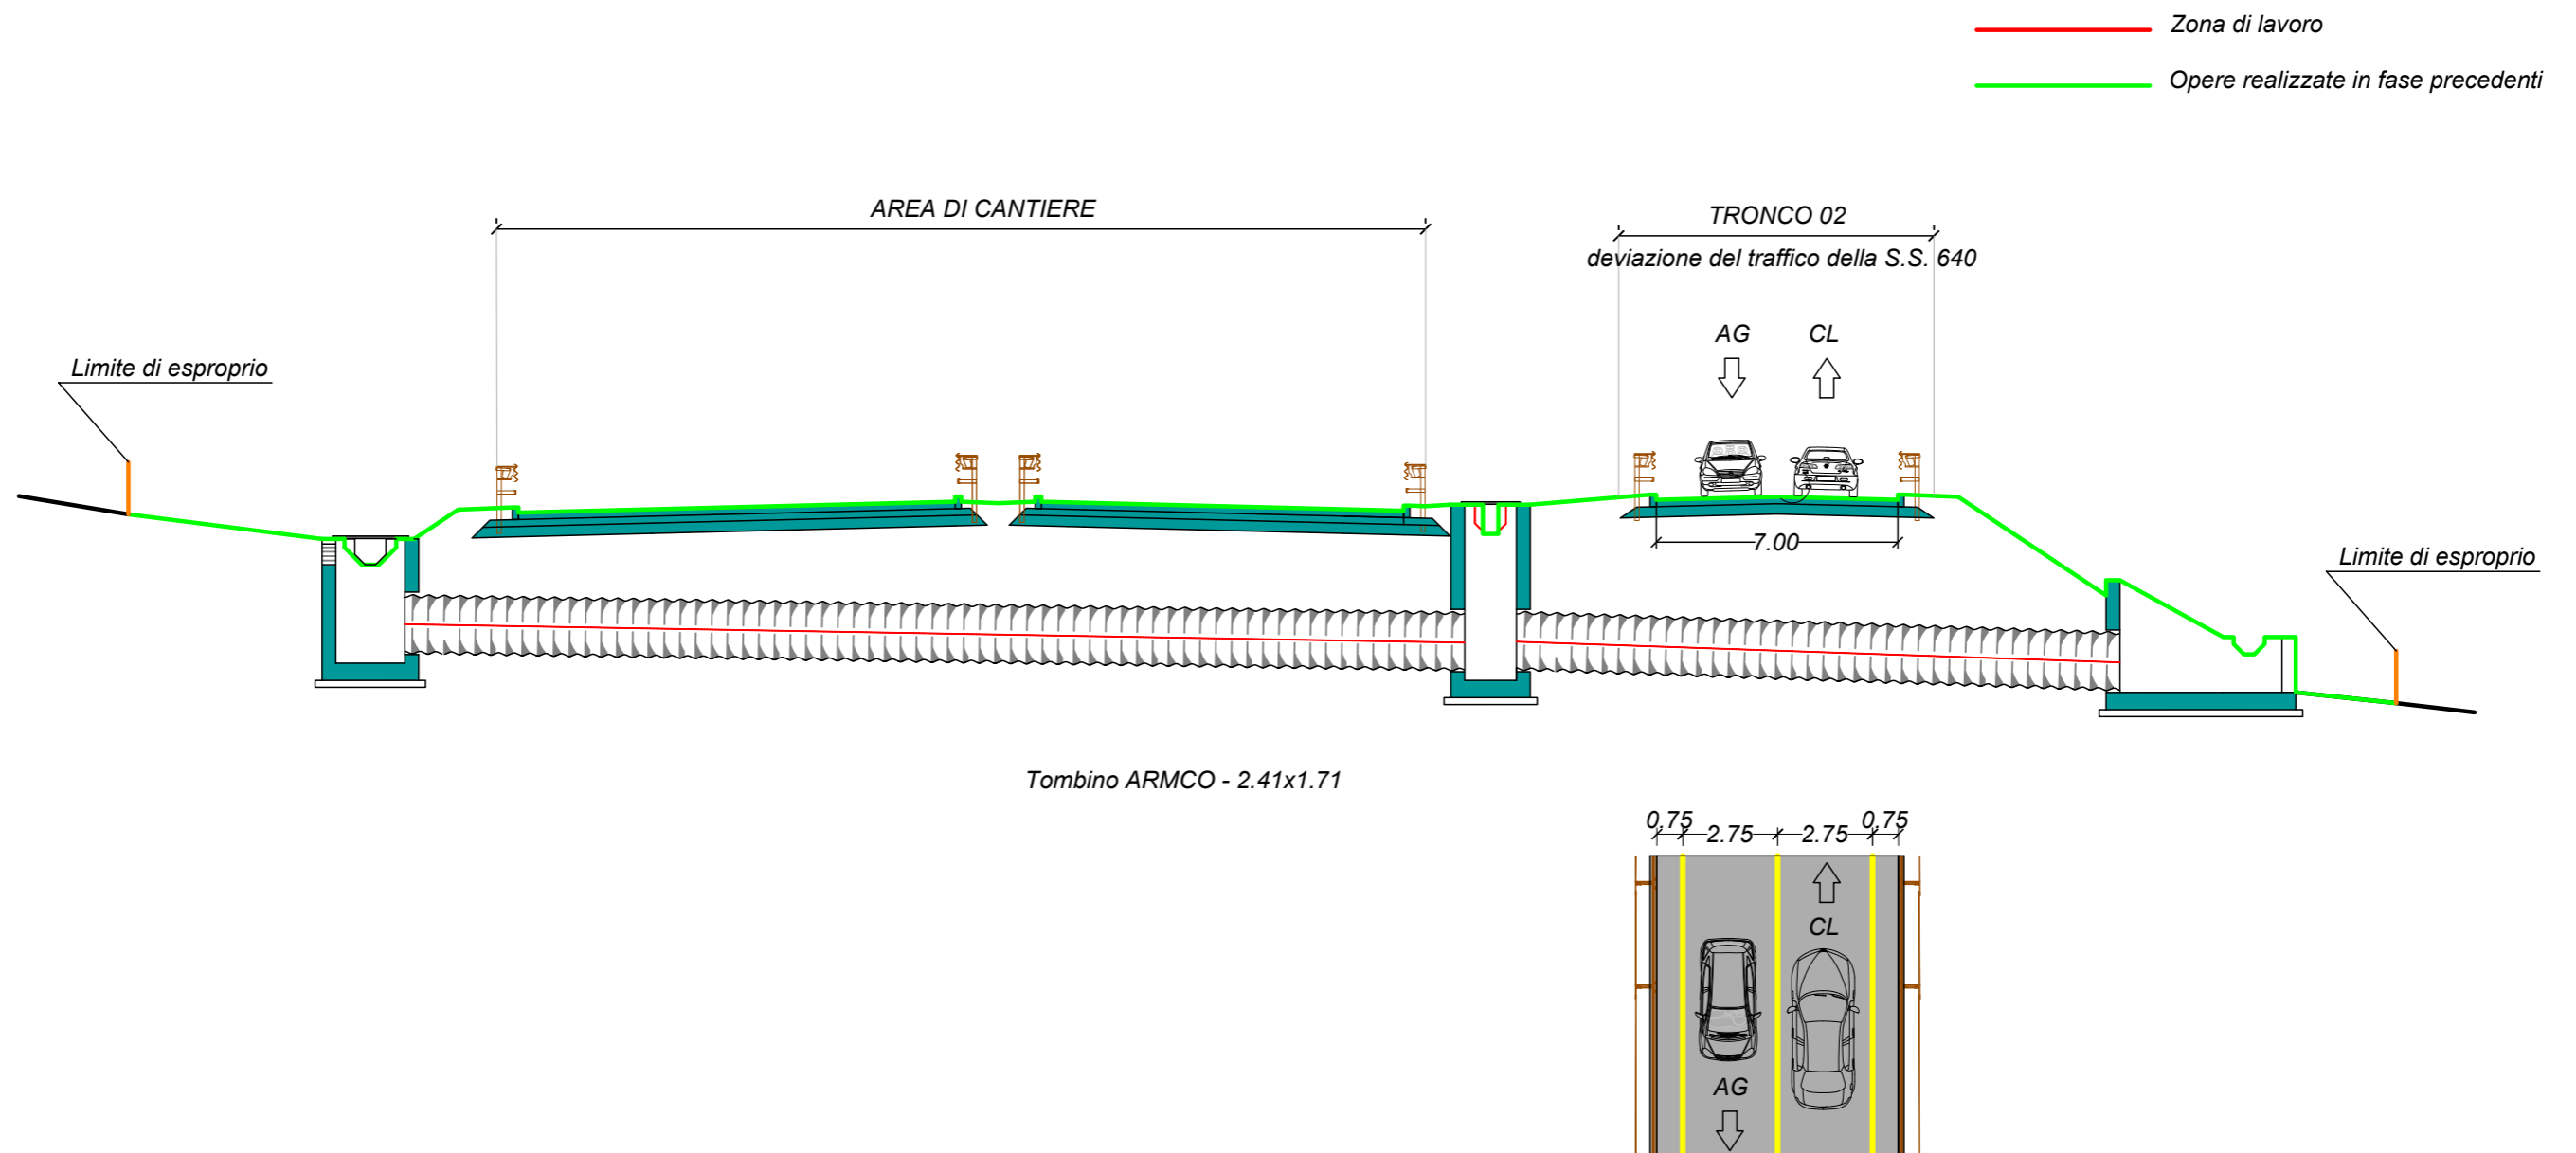 Zona di lavoro
Opere realizzate in fase precedenti
AREA DI CANTIERE
TRONCO 02
deviazione del traffico della S.S. 640
AG CL
Limite di esproprio
7.00
Limite di esproprio
Tombino ARMCO - 2.41x1.71
0.75 2.75 2.75 0.75
CL
AG